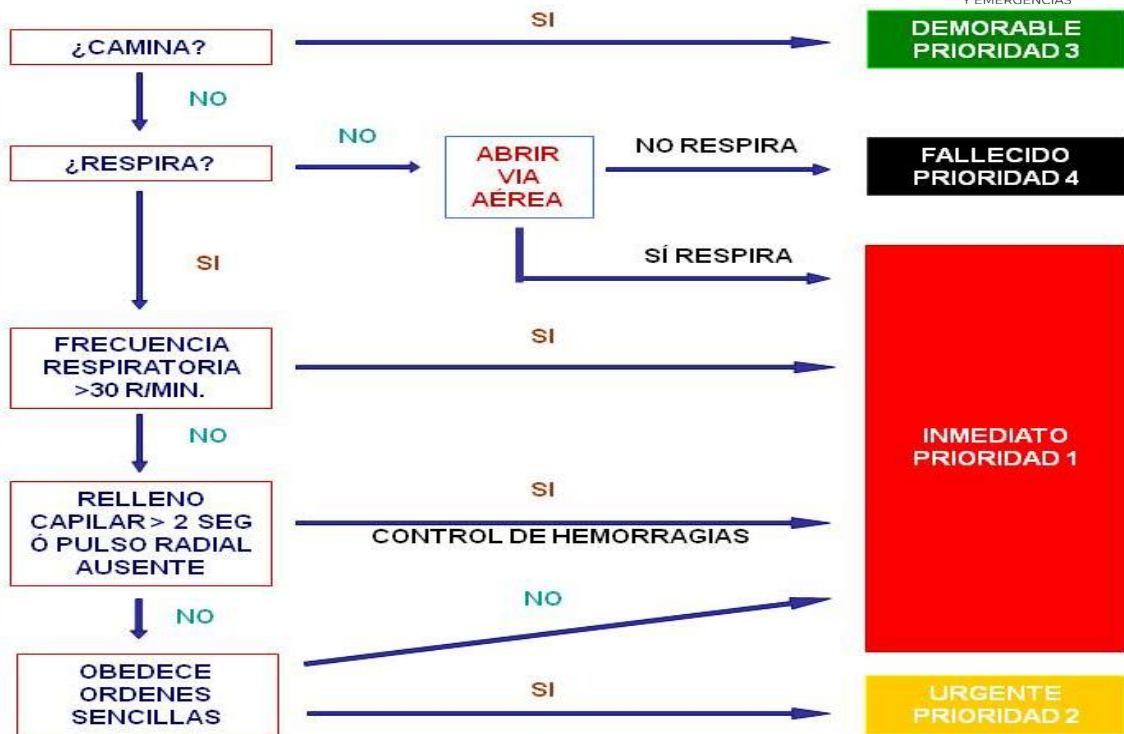 Y EMERGENCIAS
SI
¿CAMINA?
DEMORABLE
PRIORIDAD 3
NO
NO
¿RESPIRA?
ABRIR
VIA
AÉREA
NO RESPIRA
FALLECIDO
PRIORIDAD 4
SI
SÍ RESPIRA
FRECUENCIA
RESPIRATORIA
>30 R/MIN.
SI
NO
INMEDIATO
PRIORIDAD 1
RELLENO
CAPILAR > 2 SEG
Ó PULSO RADIAL
AUSENTE
SI
CONTROL DE HEMORRAGIAS
NO
NO
OBEDECE
ORDENES
SENCILLAS
SI
URGENTE
PRIORIDAD 2